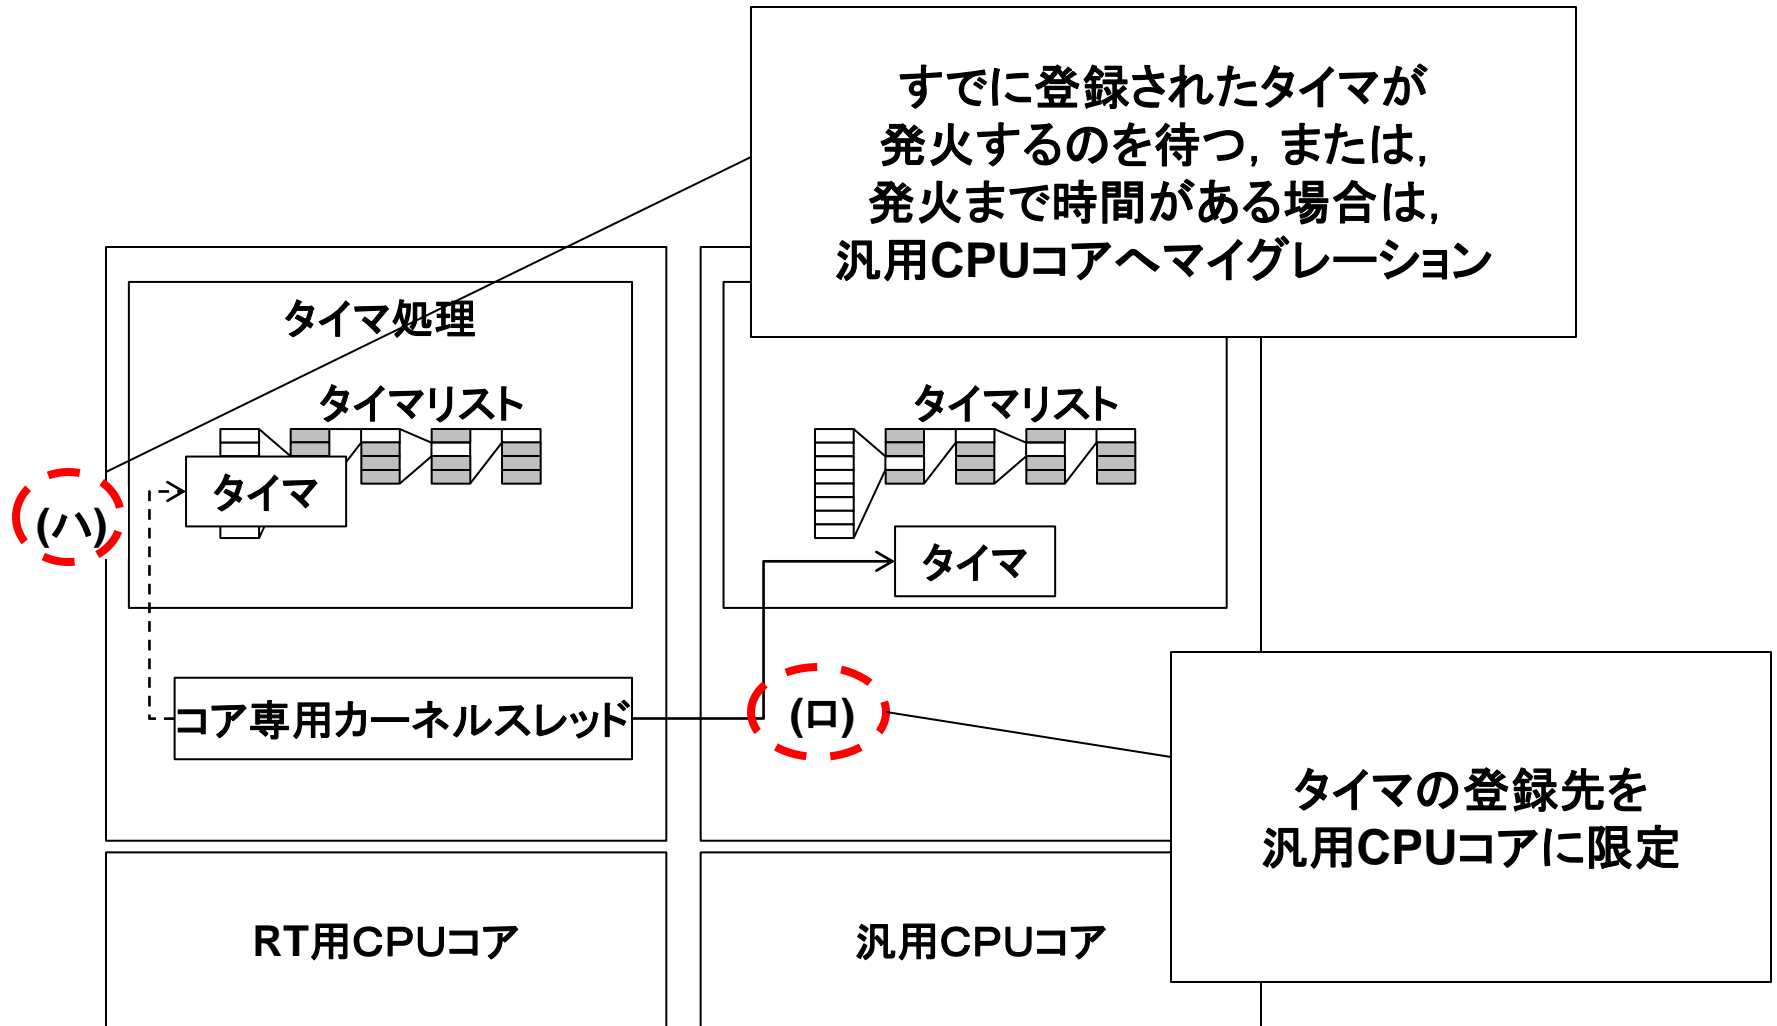 すでに登録されたタイマが
発火するのを待つ，または，
発火まで時間がある場合は，
汎用CPUコアへマイグレーション
タイマ処理
タイマリスト
タイマリスト
タイマ
(ハ)
タイマ
コア専用カーネルスレッド
(ロ)
タイマの登録先を
汎用CPUコアに限定
RT用CPUコア
汎用CPUコア